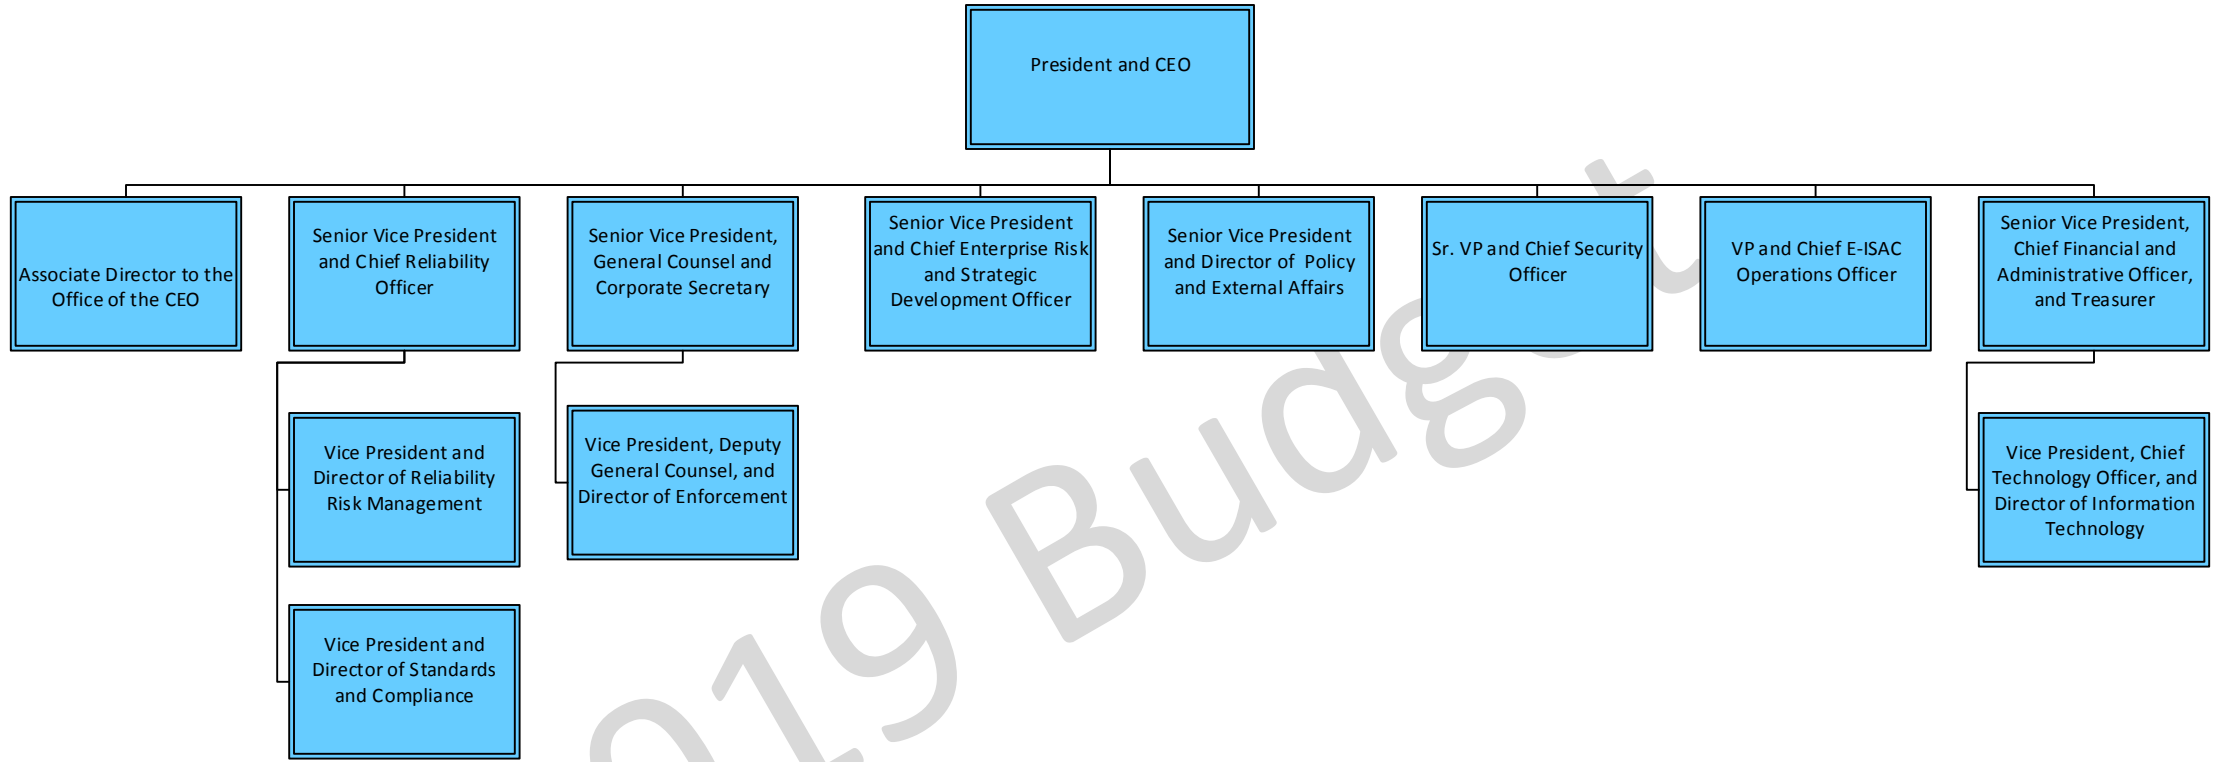 President and CEO
Associate Director to the
Office of the CEO
Senior Vice President
and Chief Reliability
Officer
Senior Vice President,
General Counsel and
Corporate Secretary
Senior Vice President
and Chief Enterprise Risk
and Strategic
Development Officer
Senior Vice President
and Director of Policy
and External Affairs
Sr. VP and Chief Security
Officer
VP and Chief E-ISAC
Operations Officer
Senior Vice President,
Chief Financial and
Administrative Officer,
and Treasurer
Vice President and
Director of Reliability
Risk Management
Vice President, Deputy
General Counsel, and
Director of Enforcement
Vice President, Chief
Technology Officer, and
Director of Information
Technology
Vice President and
Director of Standards
and Compliance
019 Budget